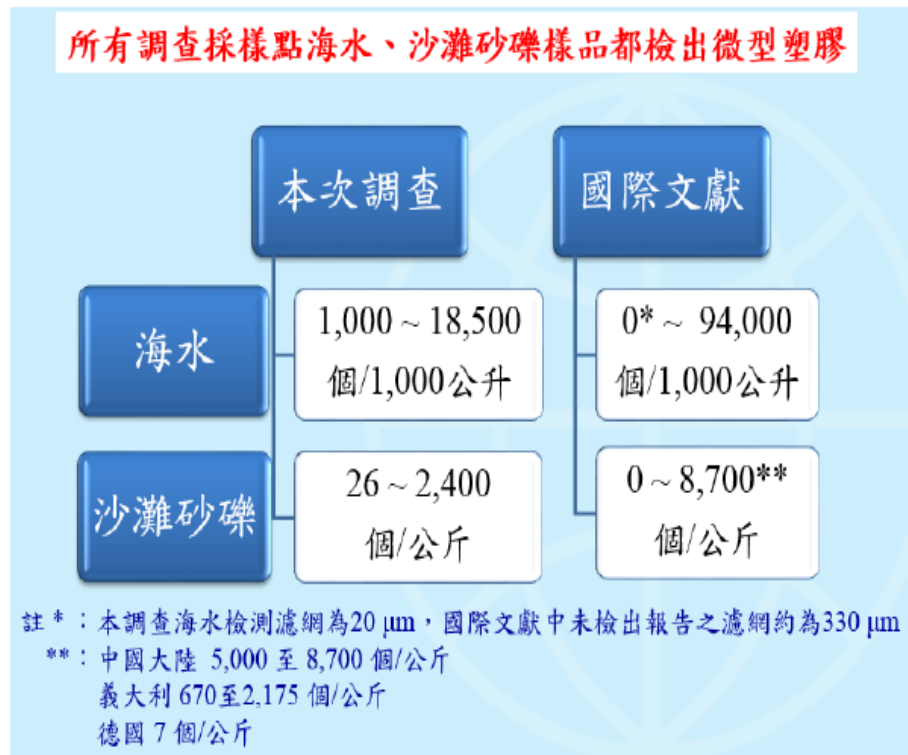 所有調查採樣點海水、沙灘砂礫樣品都檢出微型塑膠
本次調查
國際文獻
海水
1,000 ~ 18,500
個/1,000公升
0* ~ 94,000
個/1,000公升
沙灘砂礫
26 ~ 2,400
個/公斤
0 ~ 8,700**
個/公斤
註 * ：本調查海水檢測濾網為20 μm，國際文獻中未檢出報告之濾網約為330 μm
**：中國大陸 5,000 至 8,700 個/公斤
義大利 670至2,175 個/公斤
德國 7 個/公斤